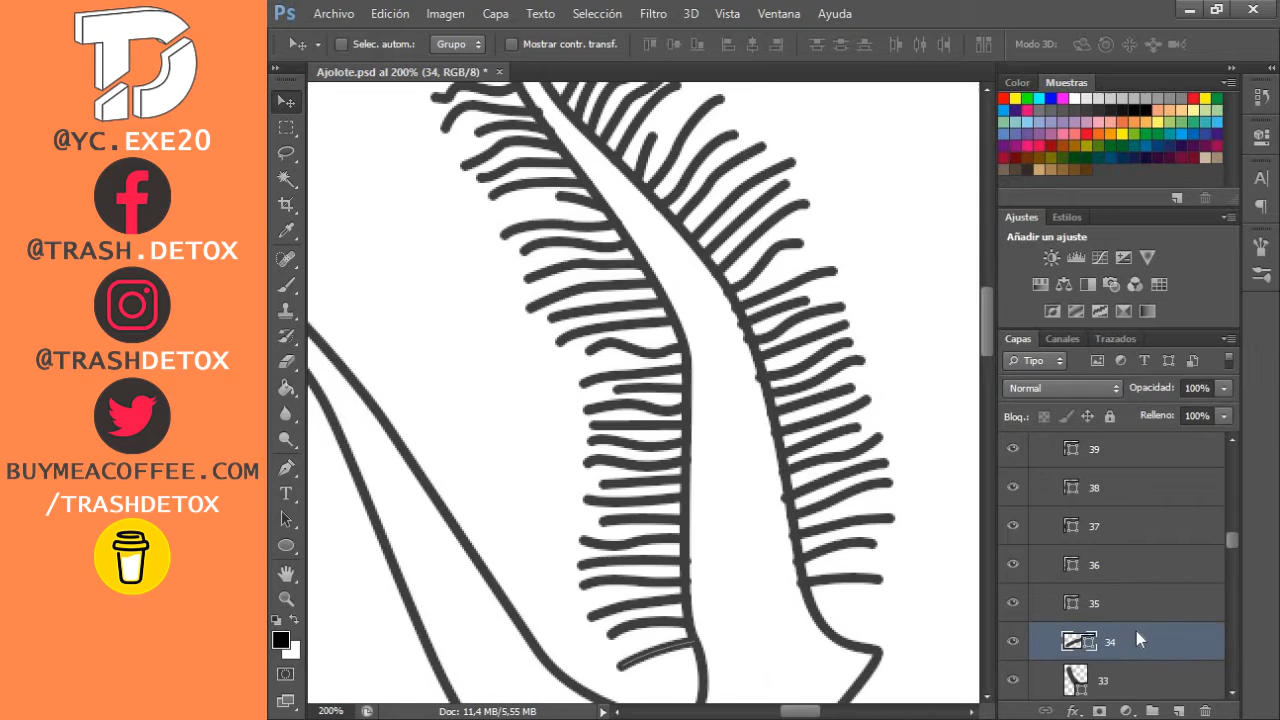 TD
@YC.EXE20
@TRASH.DETOX
@TRASHDETOX
BUYMEACOFFEE.COM
/TRASHDETOX
Ps Archivo Edición Imagen Capa Texto Selección Filtro 3D Vista Ventana Ayuda
Selec. autom.: Grupo Mostrar contr. transf. Modo 3D:
Ajolote.psd al 200% (34, RGB/8) *
Color Muestras
Ajustes Estilos
Añadir un ajuste
Capas Canales Trazados
Tipo
Normal Opacidad: 100%
Bloq.: Relleno: 100%
39
38
37
36
35
34
33
200% Doc: 11,4 MB/5,55 MB